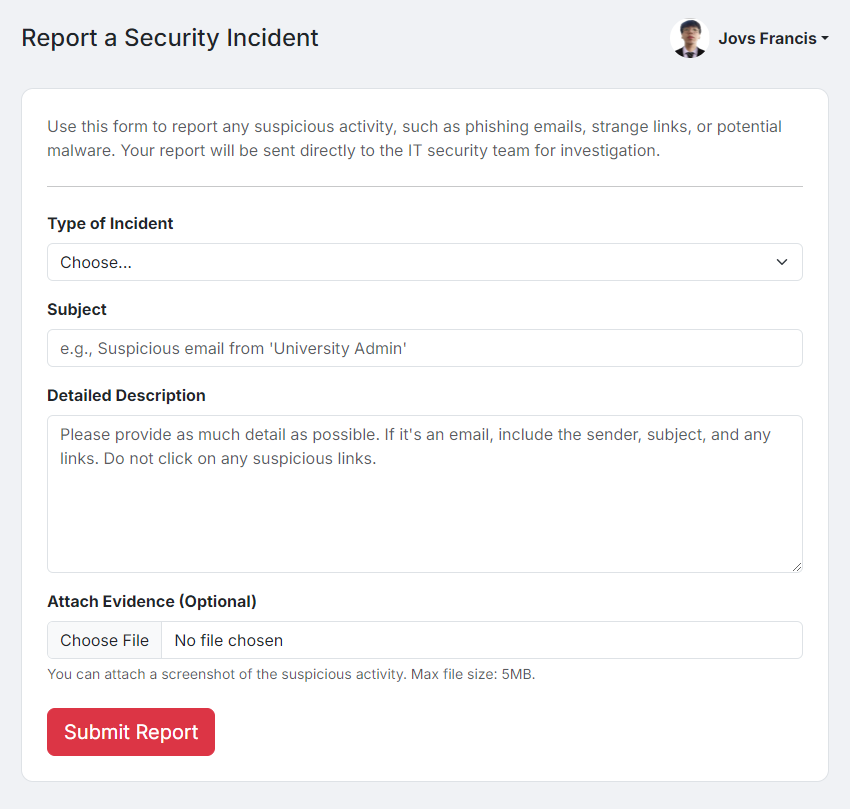 Report a Security Incident
Jovs Francis
Use this form to report any suspicious activity, such as phishing emails, strange links, or potential
malware. Your report will be sent directly to the IT security team for investigation.
Type of Incident
Choose...
Subject
e.g., Suspicious email from 'University Admin'
Detailed Description
Please provide as much detail as possible. If it's an email, include the sender, subject, and any
links. Do not click on any suspicious links.
Attach Evidence (Optional)
Choose File No file chosen
You can attach a screenshot of the suspicious activity. Max file size: 5MB.
Submit Report